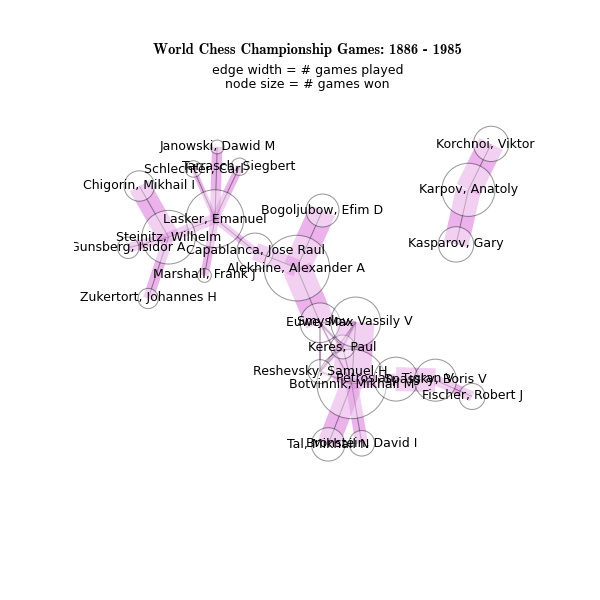 World Chess Championship Games: 1886 - 1985
edge width = # games played
node size = # games won
Korchnoi, Viktor
Janowski, Dawid M
Tarrasch, Siegbert
Schlechter, Carl
Chigorin, Mikhail I
Karpov, Anatoly
Bogoljubow, Efim D
Lasker, Emanuel
Steinitz, Wilhelm
Kasparov, Gary
Gunsberg, Isidor A
Capablanca, Jose Raul
Alekhine, Alexander A
Marshall, Frank J
Zukertort, Johannes H
Euwe, Max
Smyslov, Vassily V
Keres, Paul
Reshevsky, Samuel H
Petrosian, Tigran V
Spassky, Boris V
Botvinnik, Mikhail M
Fischer, Robert J
Tal, Mikhail N
Bronstein, David I